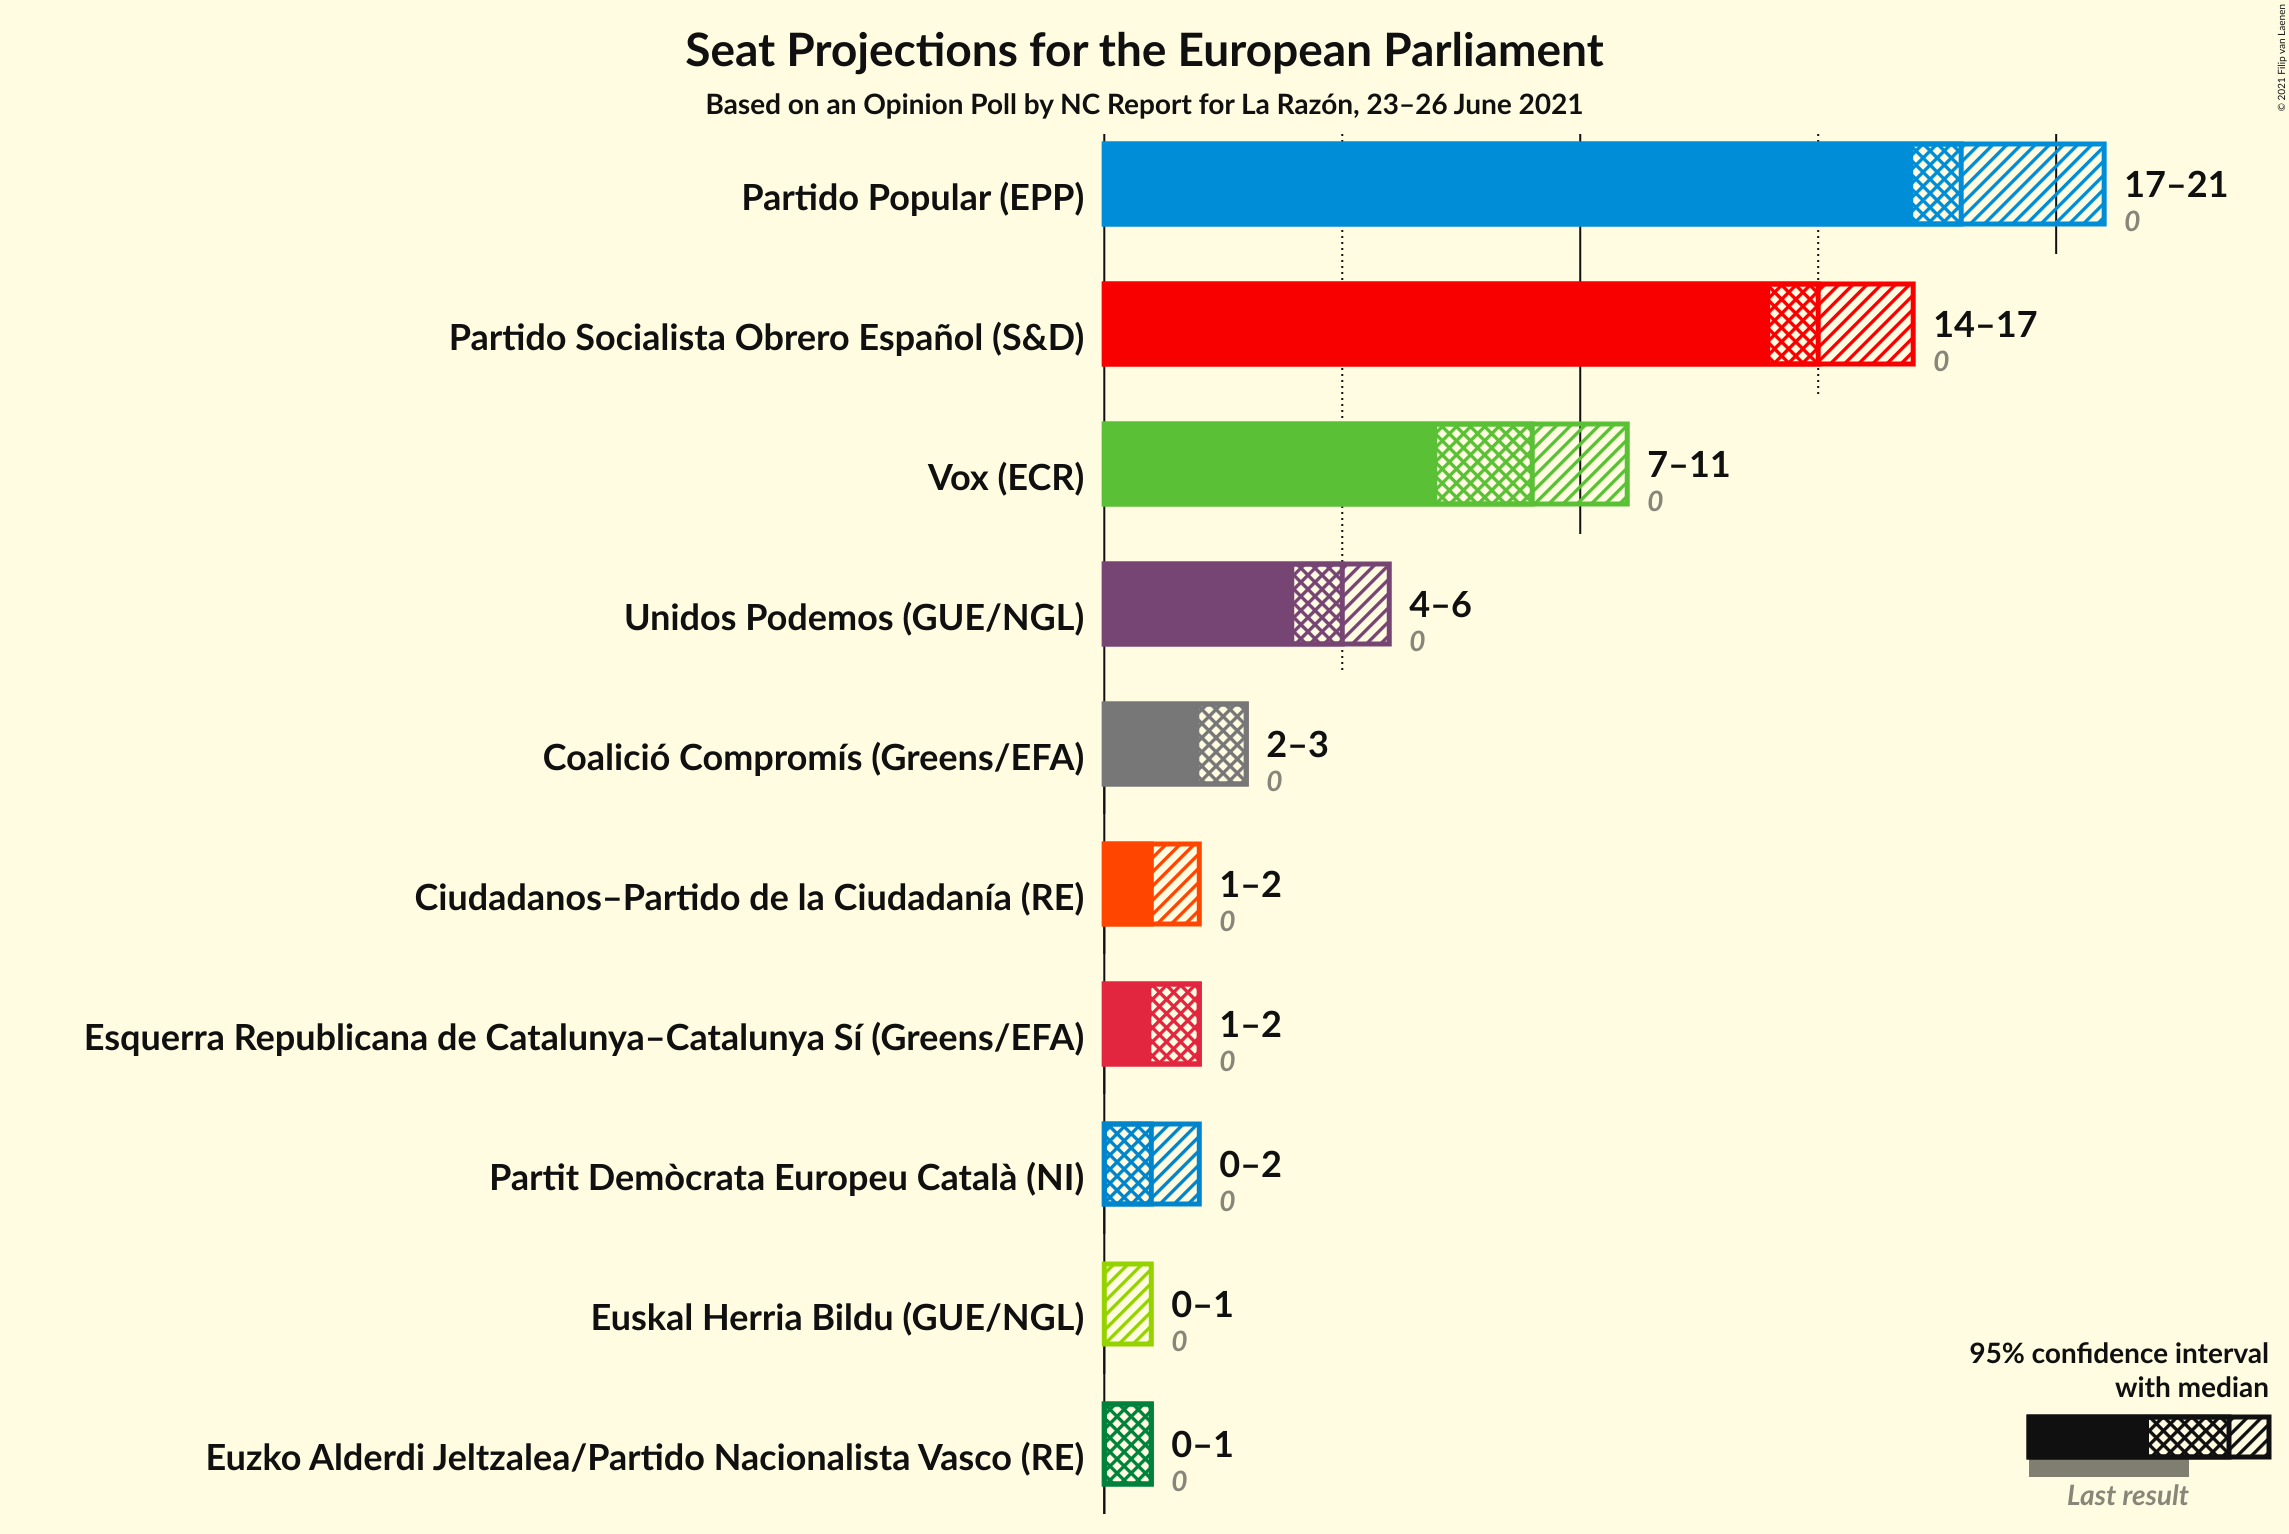 Seat Projections for the European Parliament
Based on an Opinion Poll by NC Report for La Razón, 23–26 June 2021
© 2021 Filip van Laenen
Partido Popular (EPP)
17–21
0
Partido Socialista Obrero Español (S&D)
14–17
0
Vox (ECR)
7–11
0
Unidos Podemos (GUE/NGL)
4–6
0
Coalició Compromís (Greens/EFA)
2–3
0
Ciudadanos–Partido de la Ciudadanía (RE)
1–2
0
Esquerra Republicana de Catalunya–Catalunya Sí (Greens/EFA)
1–2
0
Partit Demòcrata Europeu Català (NI)
0–2
0
Euskal Herria Bildu (GUE/NGL)
0–1
0
Euzko Alderdi Jeltzalea/Partido Nacionalista Vasco (RE)
0–1
0
95% confidence interval
with median
Last result